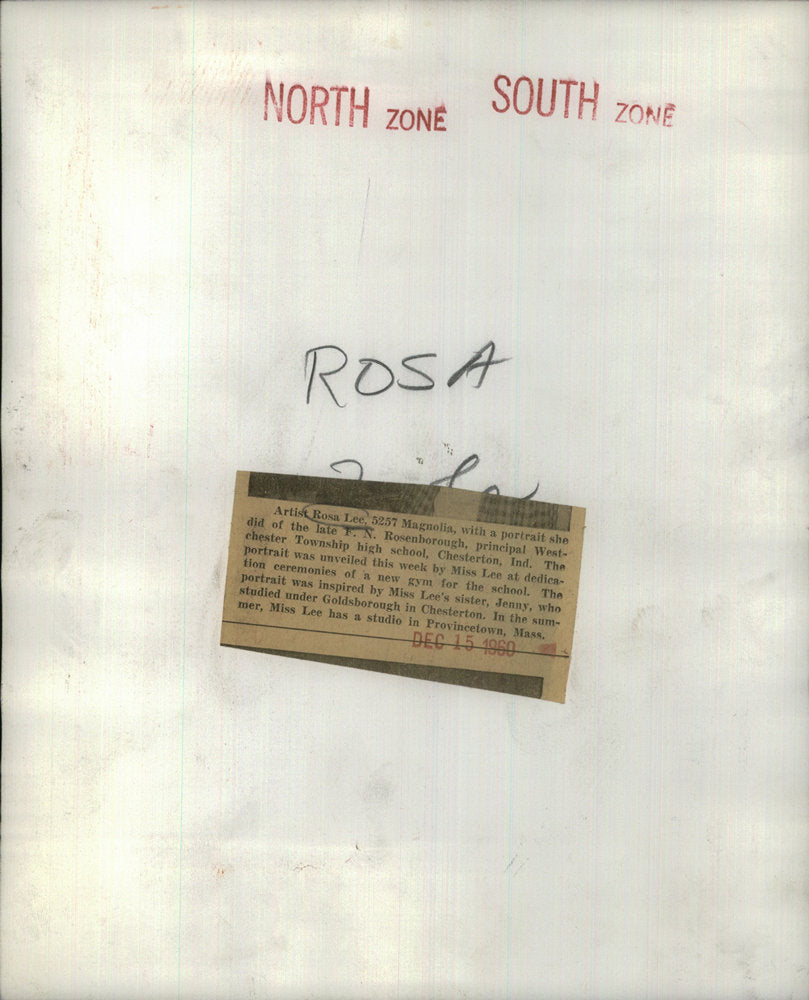 NORTH ZONE SOUTH ZONE
ROSA
Artist Rosa Lee, 5257 Magnolia, with a portrait she
did of the late F. N. Rosenborough, principal West-
chester Township high school, Chesterton, Ind. The
portrait was unveiled this week by Miss Lee at dedica-
tion ceremonies of a new gym for the school. The
portrait was inspired by Miss Lee's sister, Jenny, who
studied under Goldsborough in Chesterton. In the sum-
mer, Miss Lee has a studio in Provincetown, Mass.
DEC 15 1960